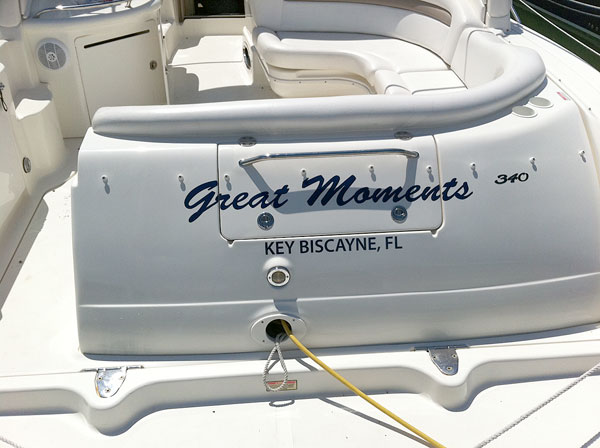 Great Moments
340
KEY BISCAYNE, FL